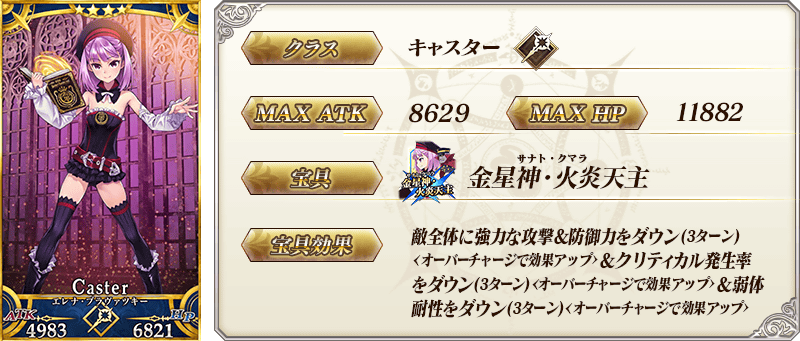 Caster
エレナ・ブラヴァツキー
ATK
HP
4983
6821
クラス
キャスター
MAX ATK
8629
MAX HP
11882
宝具
金星神・火炎天主
サナト・クマラ
金星神・火炎天主
宝具効果
敵全体に強力な攻撃&防御力をダウン(3ターン)
<オーバーチャージで効果アップ>&クリティカル発生率
をダウン(3ターン)<オーバーチャージで効果アップ>&弱体
耐性をダウン(3ターン)<オーバーチャージで効果アップ>